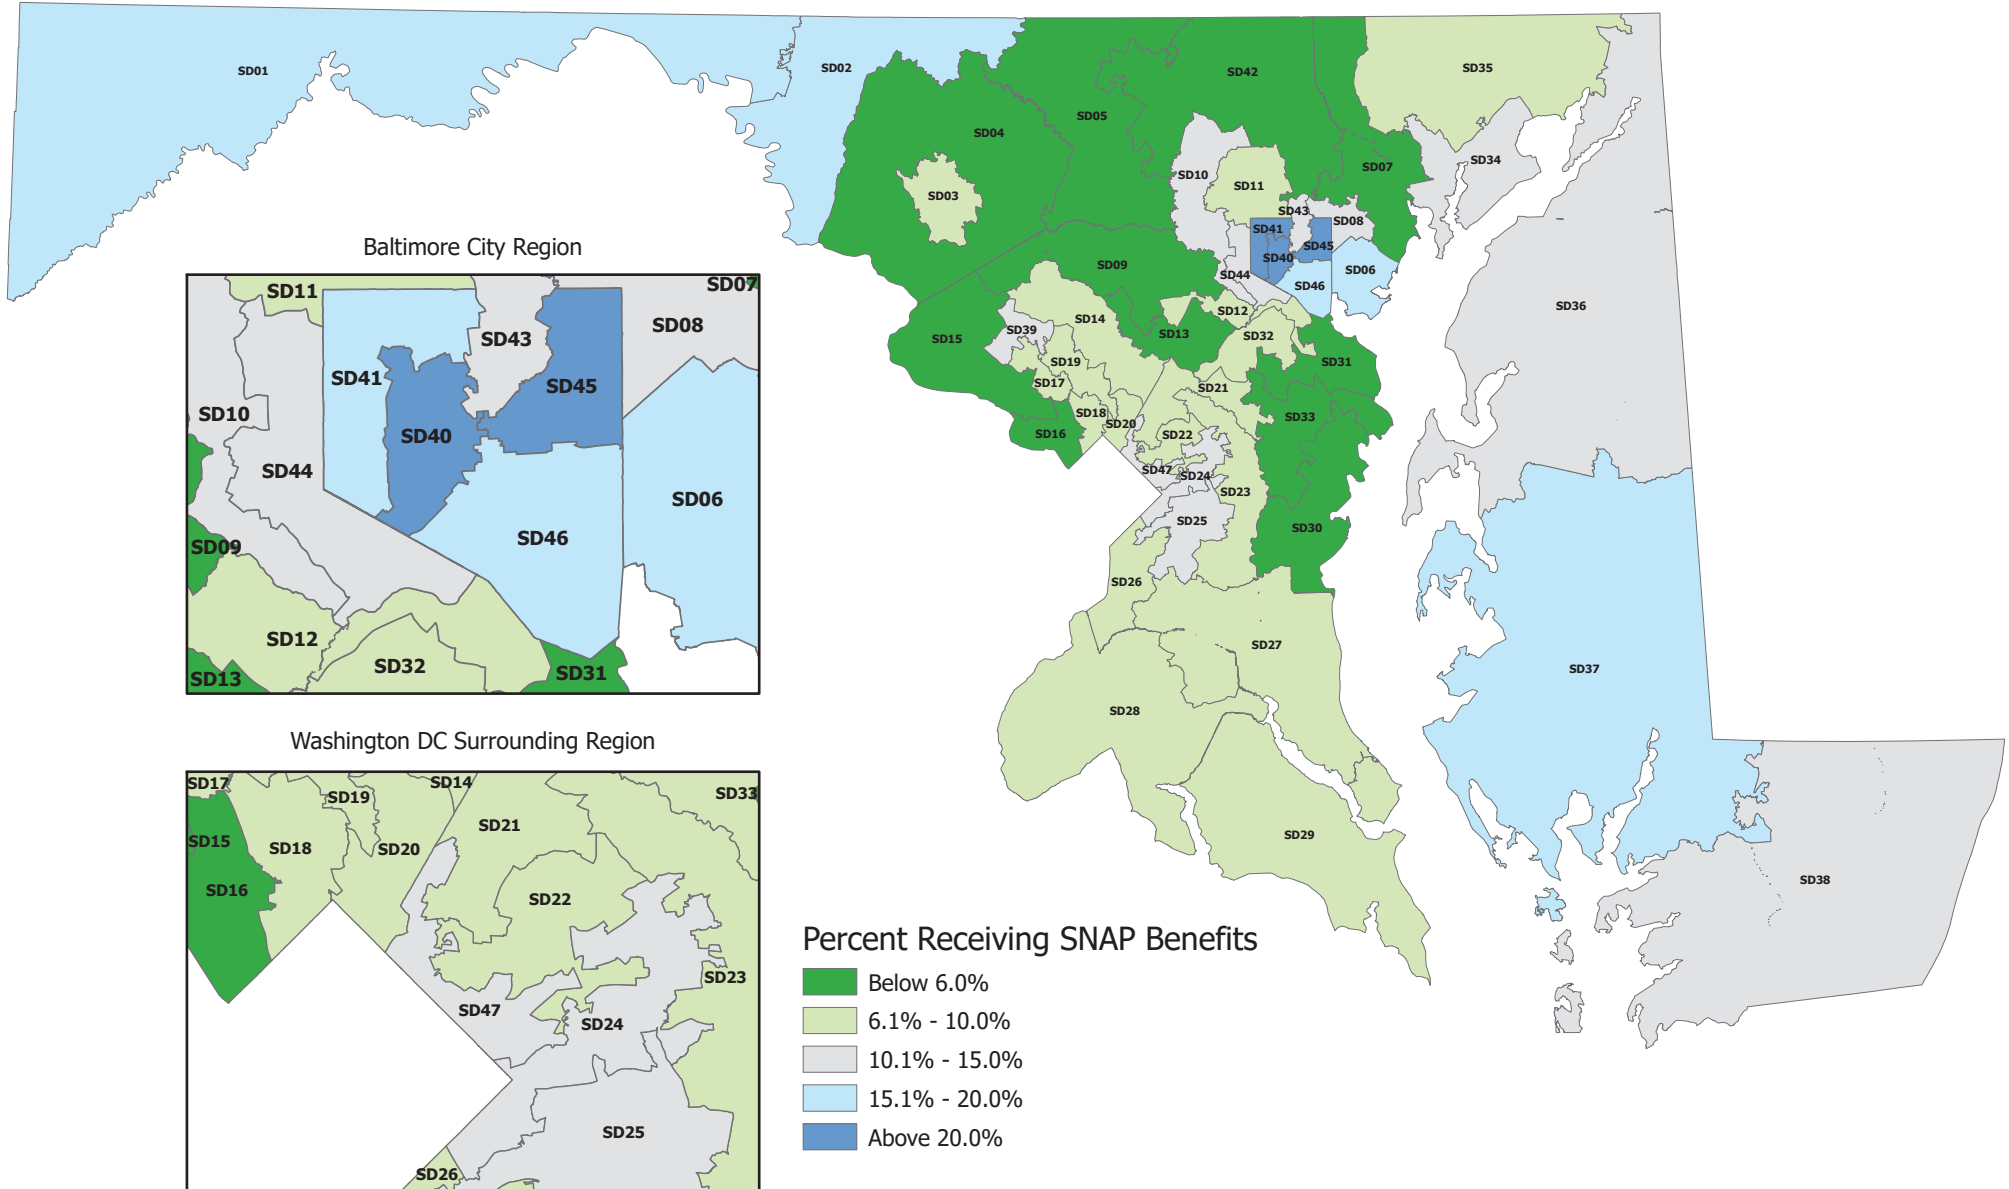 SD01
SD02
SD42
SD35
SD05
SD04
SD07
SD34
SD10
SD11
SD03
SD43
SD08
SD41
SD45
SD40
SD09
SD44
SD06
SD46
SD36
SD12
SD14
SD39
SD13
SD32
SD15
SD19
SD31
SD17
SD21
SD18
SD20
SD33
SD16
SD22
SD47
SD24
SD23
SD25
SD30
SD26
SD27
SD37
SD28
SD29
SD38
Baltimore City Region
SD11
SD07
SD43
SD08
SD41
SD45
SD10
SD40
SD44
SD06
SD09
SD46
SD12
SD32
SD13
SD31
Washington DC Surrounding Region
SD17
SD14
SD19
SD33
SD21
SD15
SD18
SD20
SD16
SD22
SD23
SD47
SD24
SD25
SD26
Percent Receiving SNAP Benefits
Below 6.0%
6.1% - 10.0%
10.1% - 15.0%
15.1% - 20.0%
Above 20.0%